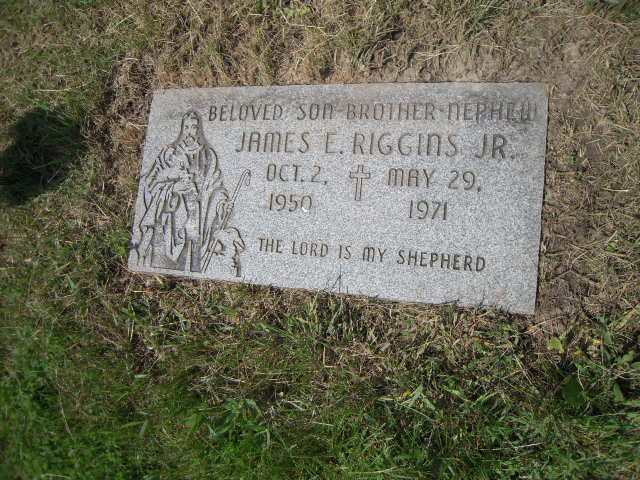 BELOVED SON-BROTHER-NEPHEW
JAMES E. RIGGINS JR.
OCT. 2, MAY 29,
1950 1971
THE LORD IS MY SHEPHERD